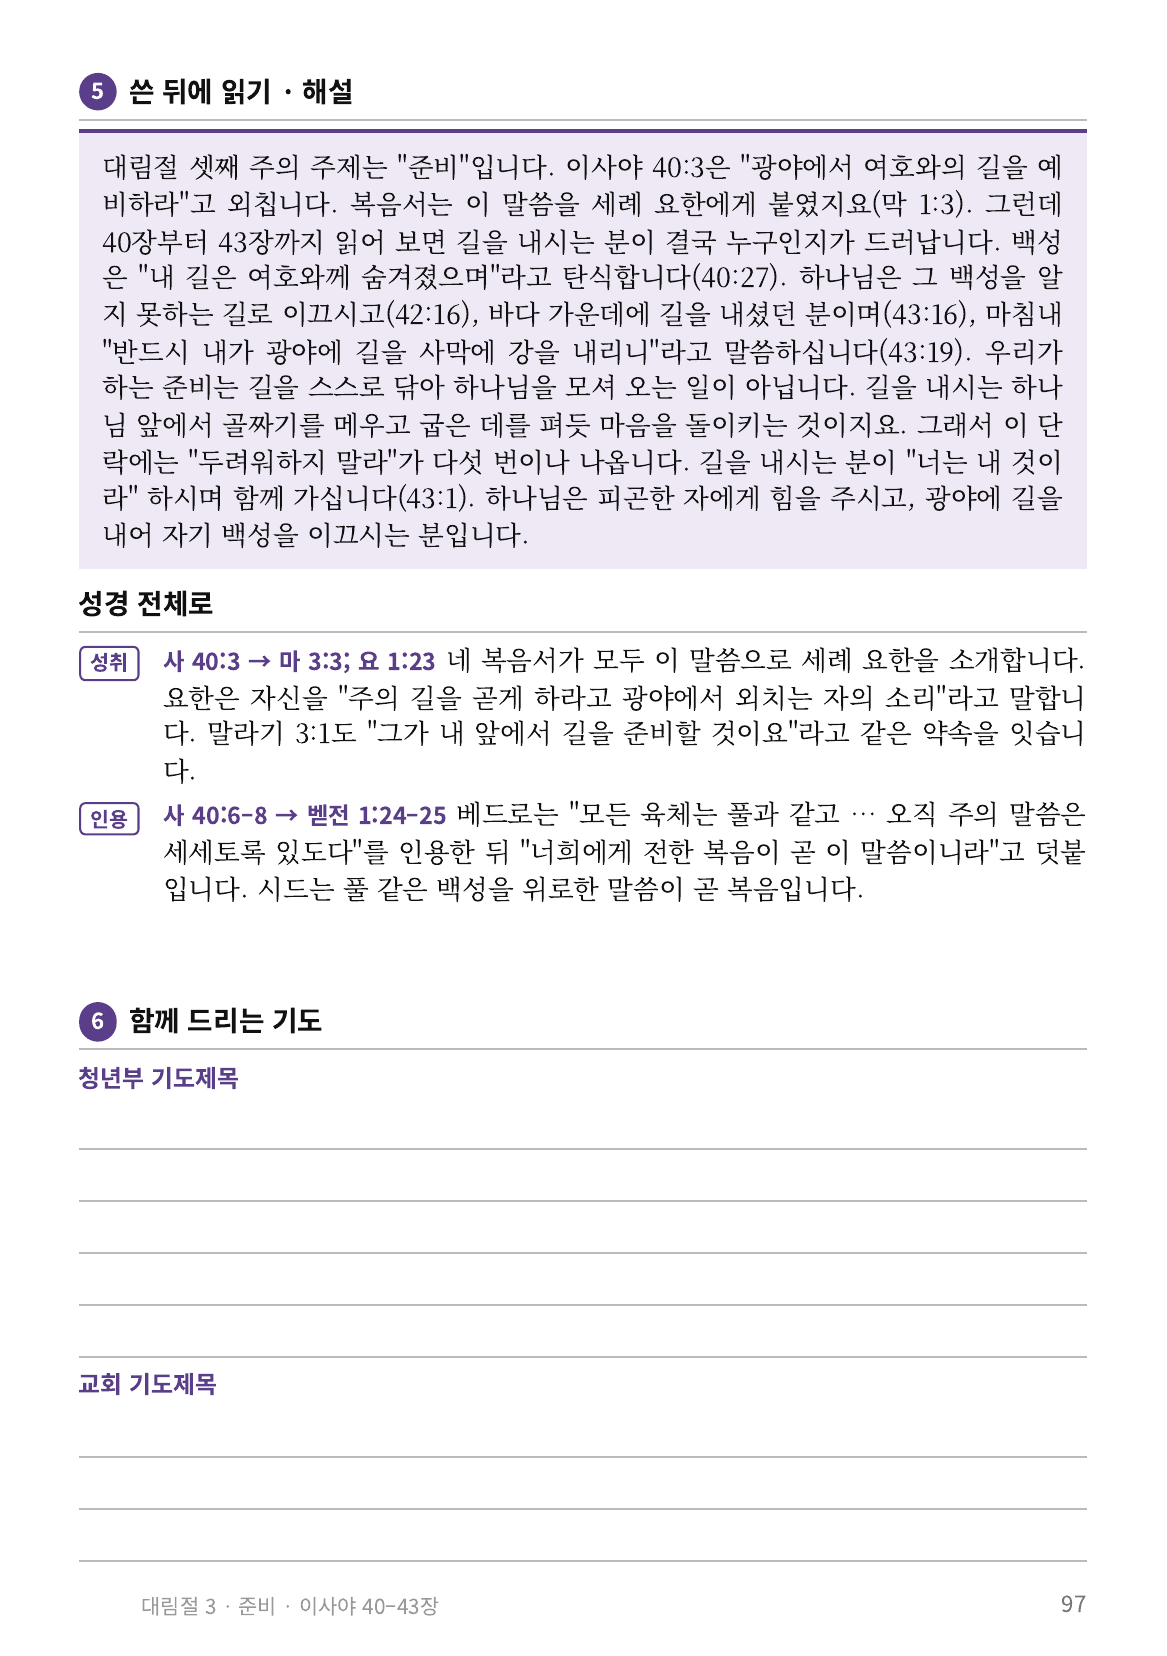 5 쓴 뒤에 읽기 · 해설
대림절 셋째 주의 주제는 "준비"입니다. 이사야 40:3은 "광야에서 여호와의 길을 예
비하라"고 외칩니다. 복음서는 이 말씀을 세례 요한에게 붙였지요(막 1:3). 그런데
40장부터 43장까지 읽어 보면 길을 내시는 분이 결국 누구인지가 드러납니다. 백성
은 "내 길은 여호와께 숨겨졌으며"라고 탄식합니다(40:27). 하나님은 그 백성을 알
지 못하는 길로 이끄시고(42:16), 바다 가운데에 길을 내셨던 분이며(43:16), 마침내
"반드시 내가 광야에 길을 사막에 강을 내리니"라고 말씀하십니다(43:19). 우리가
하는 준비는 길을 스스로 닦아 하나님을 모셔 오는 일이 아닙니다. 길을 내시는 하나
님 앞에서 골짜기를 메우고 굽은 데를 펴듯 마음을 돌이키는 것이지요. 그래서 이 단
락에는 "두려워하지 말라"가 다섯 번이나 나옵니다. 길을 내시는 분이 "너는 내 것이
라" 하시며 함께 가십니다(43:1). 하나님은 피곤한 자에게 힘을 주시고, 광야에 길을
내어 자기 백성을 이끄시는 분입니다.
성경 전체로
성취 사 40:3 → 마 3:3; 요 1:23 네 복음서가 모두 이 말씀으로 세례 요한을 소개합니다.
요한은 자신을 "주의 길을 곧게 하라고 광야에서 외치는 자의 소리"라고 말합니
다. 말라기 3:1도 "그가 내 앞에서 길을 준비할 것이요"라고 같은 약속을 잇습니
다.
인용 사 40:6–8 → 벧전 1:24–25 베드로는 "모든 육체는 풀과 같고 … 오직 주의 말씀은
세세토록 있도다"를 인용한 뒤 "너희에게 전한 복음이 곧 이 말씀이니라"고 덧붙
입니다. 시드는 풀 같은 백성을 위로한 말씀이 곧 복음입니다.
6 함께 드리는 기도
청년부 기도제목
교회 기도제목
대림절 3 · 준비 · 이사야 40–43장
97